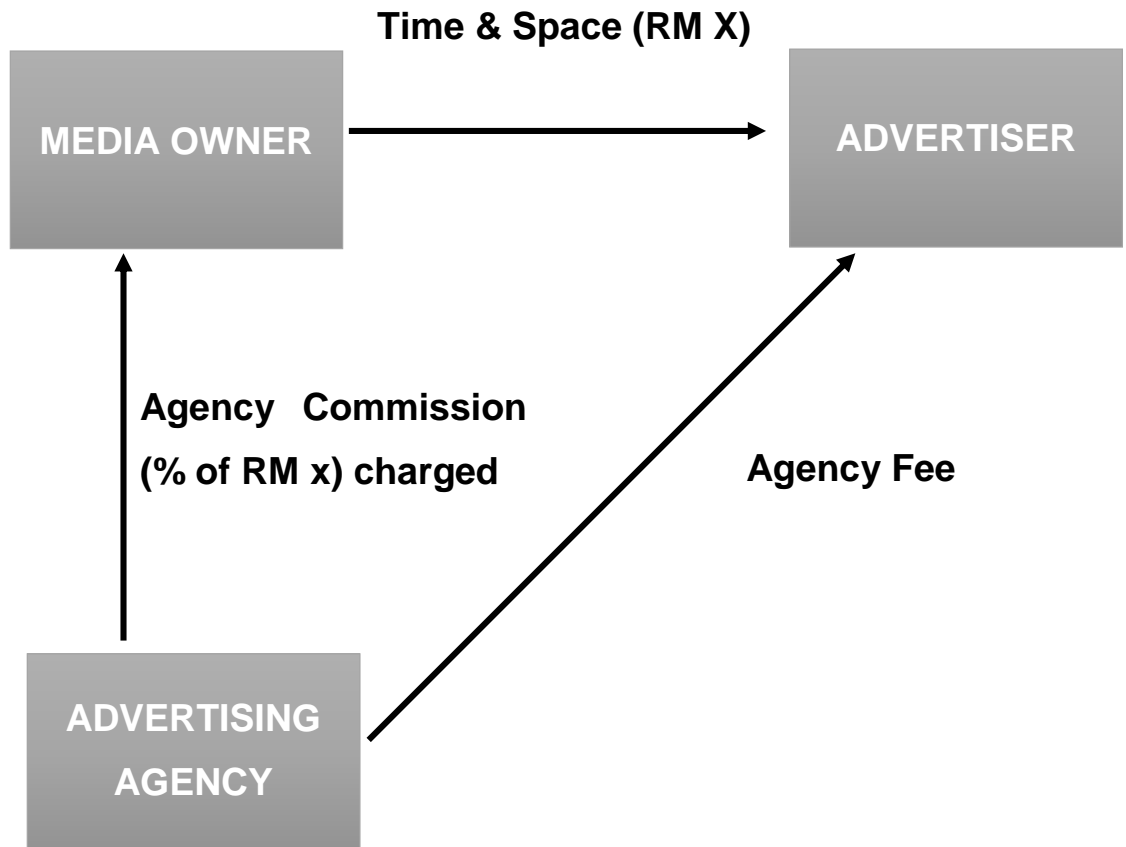 Time & Space (RM X)
MEDIA OWNER
ADVERTISER
Agency Commission
(% of RM x) charged
Agency Fee
ADVERTISING
AGENCY